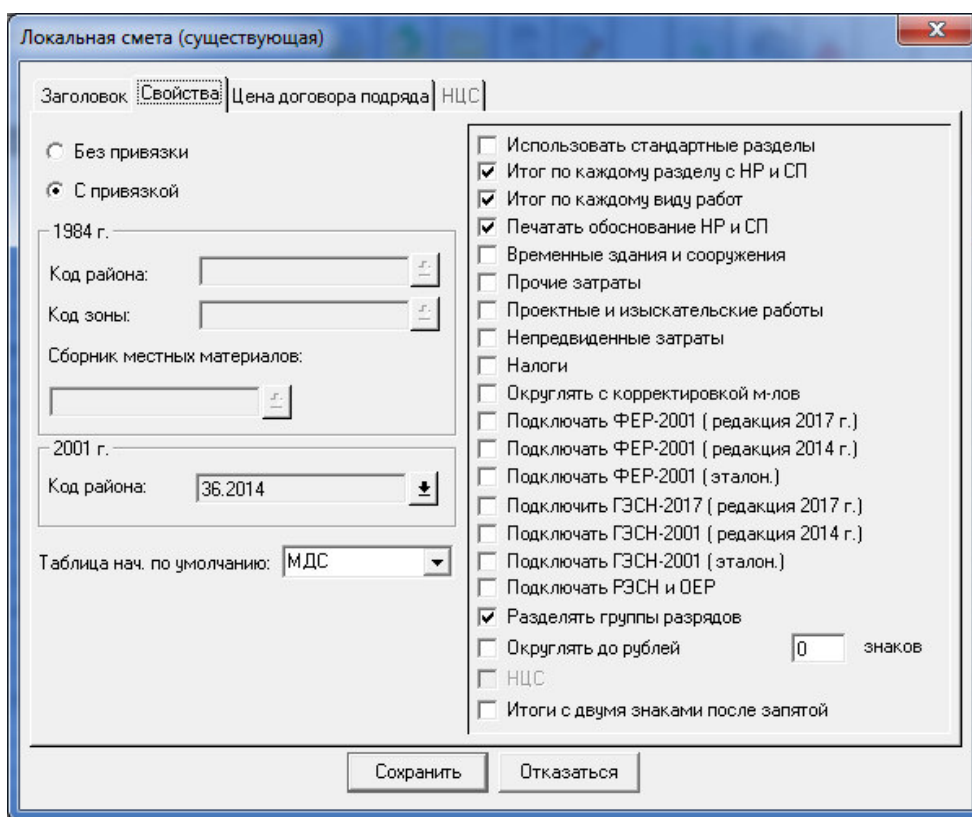 Локальная смета (существующая)
Заголовок Свойства Цена договора подряда НЦС
Без привязки
С привязкой
1984 г.
Код района:
Код зоны:
Сборник местных материалов:
2001 г.
Код района: 36.2014
Таблица нач. по умолчанию: МДС
Использовать стандартные разделы
Итог по каждому разделу с НР и СП
Итог по каждому виду работ
Печатать обоснование НР и СП
Временные здания и сооружения
Прочие затраты
Проектные и изыскательские работы
Непредвиденные затраты
Налоги
Округлять с корректировкой м-лов
Подключать ФЕР-2001 ( редакция 2017 г.)
Подключать ФЕР-2001 ( редакция 2014 г.)
Подключать ФЕР-2001 ( эталон.)
Подключить ГЭСН-2017 ( редакция 2017 г.)
Подключать ГЭСН-2001 ( редакция 2014 г.)
Подключать ГЭСН-2001 ( эталон.)
Подключать РЭСН и ОЕР
Разделять группы разрядов
Округлять до рублей 0 знаков
НЦС
Итоги с двумя знаками после запятой
Сохранить Отказаться